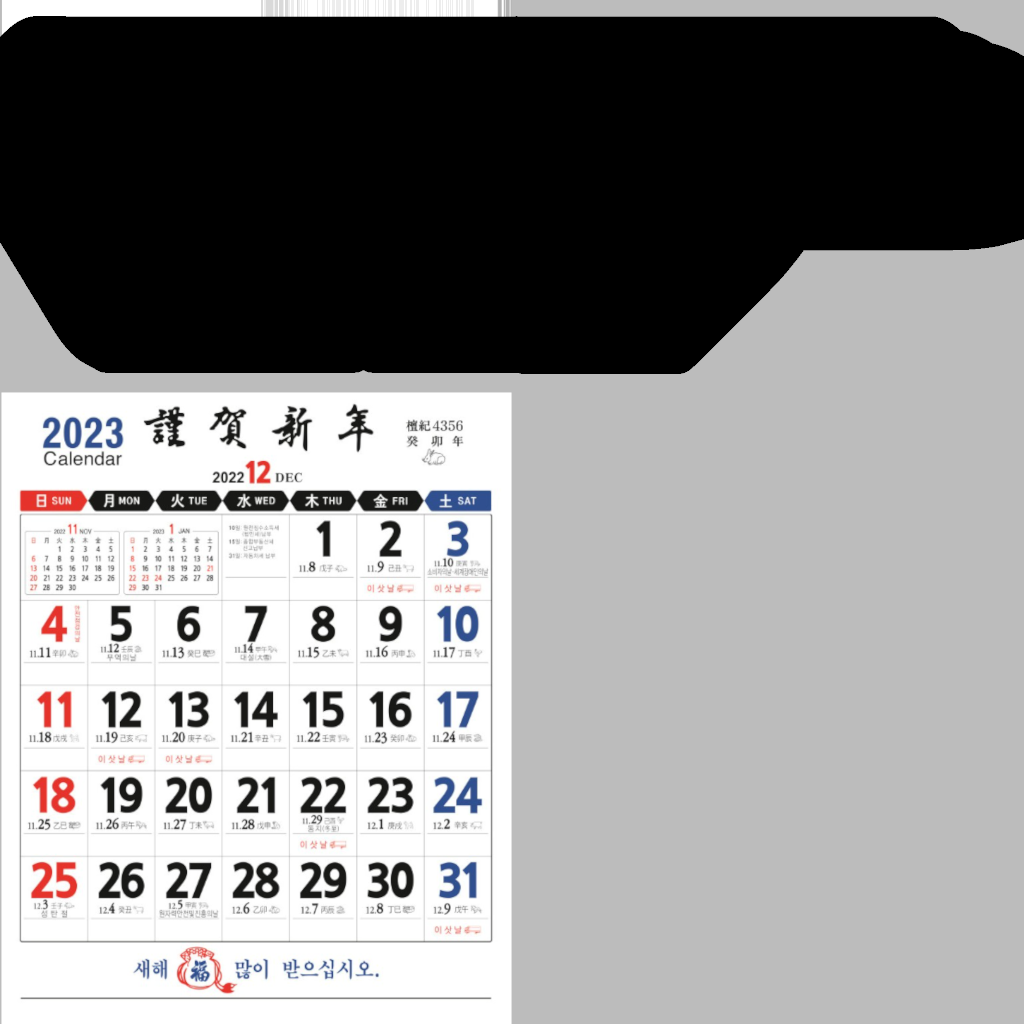 2023 謹賀新年 檀紀 4356
Calendar 癸卯年
2022 12 DEC
日 SUN 月 MON 火 TUE 水 WED 木 THU 金 FRI 土 SAT
2022 11 NOV
日 月 火 水 木 金 土
1 2 3 4 5
6 7 8 9 10 11 12
13 14 15 16 17 18 19
20 21 22 23 24 25 26
27 28 29 30
2023 1 JAN
日 月 火 水 木 金 土
1 2 3 4 5 6 7
8 9 10 11 12 13 14
15 16 17 18 19 20 21
22 23 24 25 26 27 28
29 30 31
1 2 3
11.8 戊子 11.9 己丑 11.10 庚寅
이삿날 이삿날
4 5 6 7 8 9 10
11.11 辛卯 11.12 壬辰 11.13 癸巳 11.14 甲午 11.15 乙未 11.16 丙申 11.17 丁酉
무역의날 대설(大雪)
11 12 13 14 15 16 17
11.18 戊戌 11.19 己亥 11.20 庚子 11.21 辛丑 11.22 壬寅 11.23 癸卯 11.24 甲辰
이삿날 이삿날
18 19 20 21 22 23 24
11.25 乙巳 11.26 丙午 11.27 丁未 11.28 戊申 11.29 己酉 12.1 庚戌 12.2 辛亥
동지(冬至)
이삿날
25 26 27 28 29 30 31
12.3 壬子 12.4 癸丑 12.5 甲寅 12.6 乙卯 12.7 丙辰 12.8 丁巳 12.9 戊午
성탄절 원자력안전및진흥의날
이삿날
새해 福 많이 받으십시오.